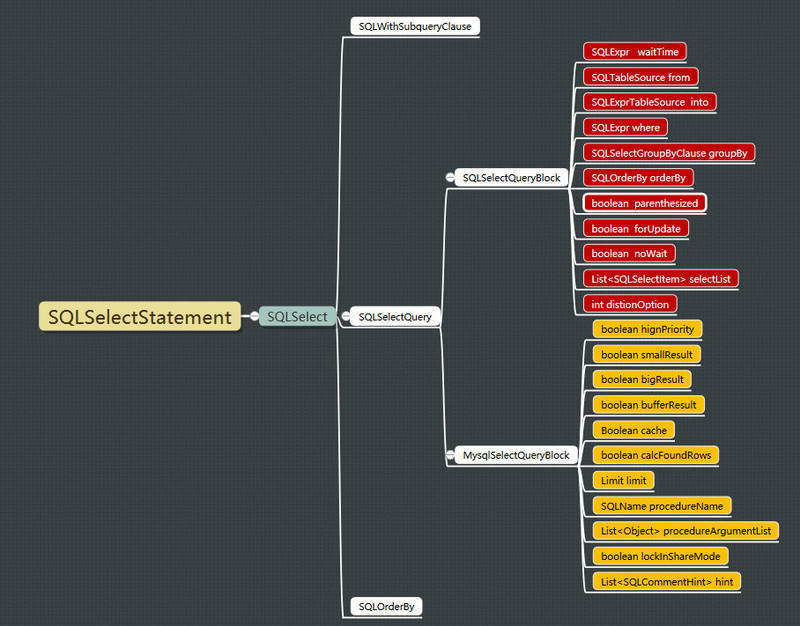 SQLSelectStatement
SQLSelect
SQLWithSubqueryClause
SQLSelectQuery
SQLSelectQueryBlock
SQLExpr waitTime
SQLTableSource from
SQLExprTableSource into
SQLExpr where
SQLSelectGroupByClause groupBy
SQLOrderBy orderBy
boolean parenthesized
boolean forUpdate
boolean noWait
List<SQLSelectItem> selectList
int distionOption
MysqlSelectQueryBlock
boolean hignPriority
boolean smallResult
boolean bigResult
boolean bufferResult
Boolean cache
boolean calcFoundRows
Limit limit
SQLName procedureName
List<Object> procedureArgumentList
boolean lockInShareMode
List<SQLCommentHint> hint
SQLOrderBy